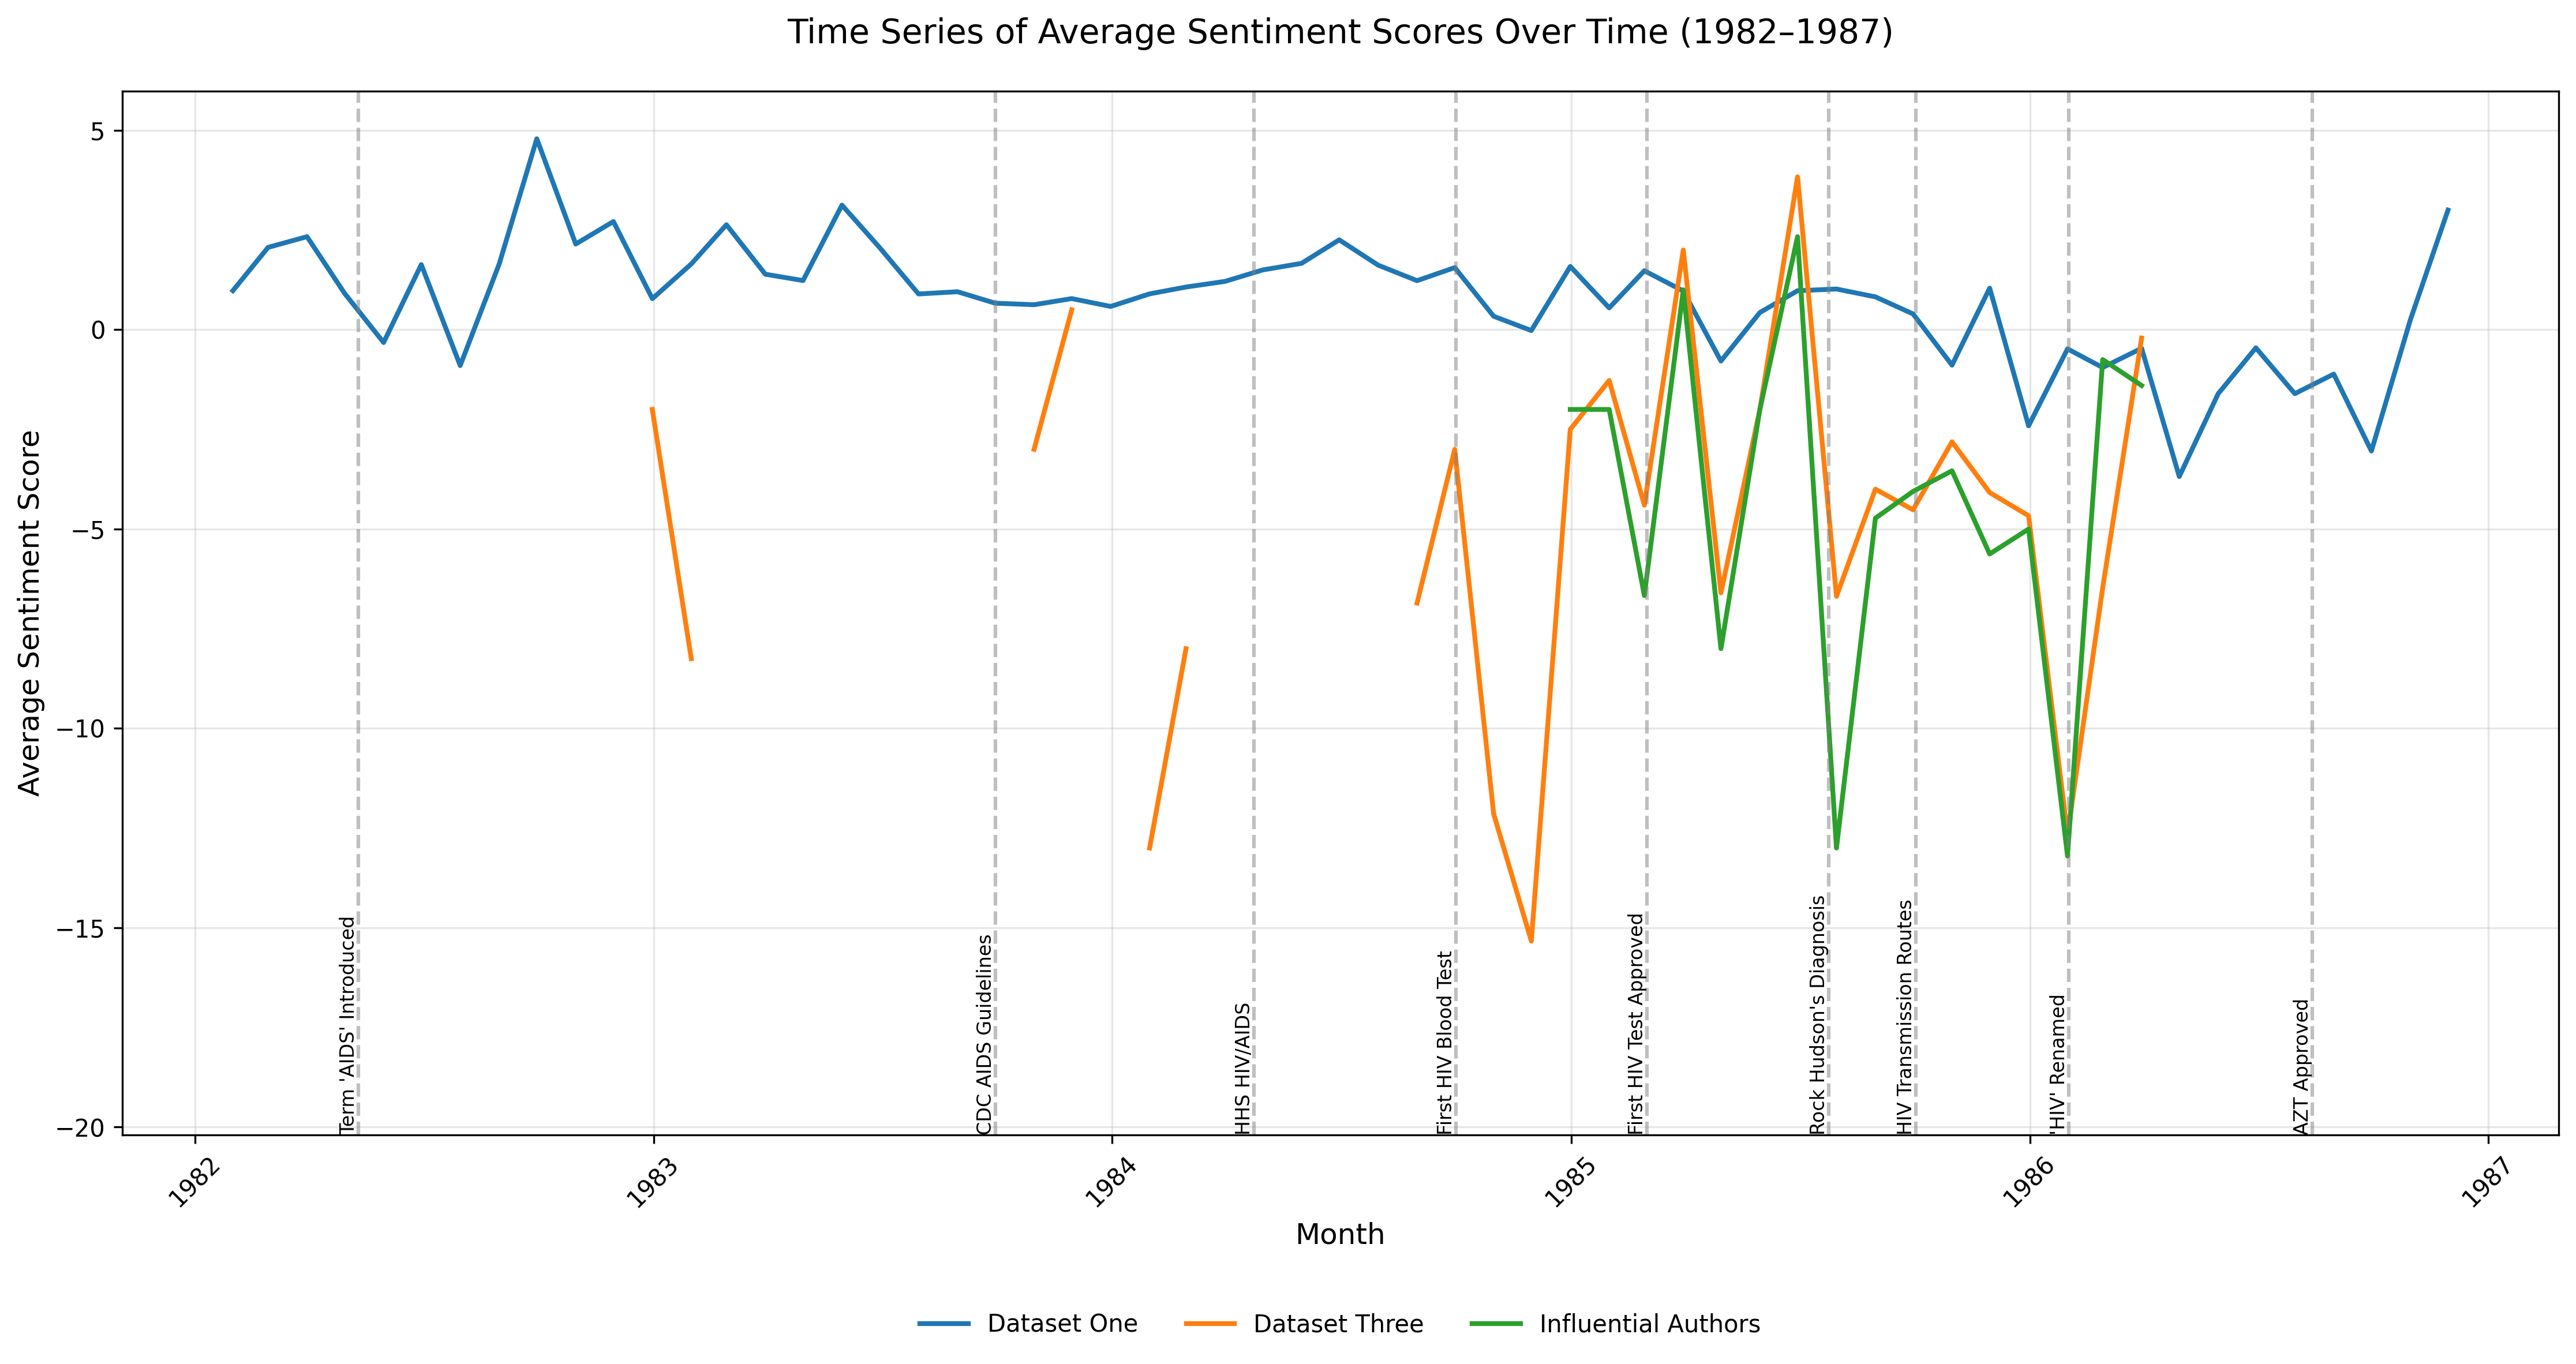 Time Series of Average Sentiment Scores Over Time (1982–1987)
Average Sentiment Score
5
0
−5
−10
−15
−20
Term 'AIDS' Introduced
CDC AIDS Guidelines
HHS HIV/AIDS
First HIV Blood Test
First HIV Test Approved
Rock Hudson's Diagnosis
HIV Transmission Routes
'HIV' Renamed
AZT Approved
1982
1983
1984
1985
1986
1987
Month
Dataset One
Dataset Three
Influential Authors